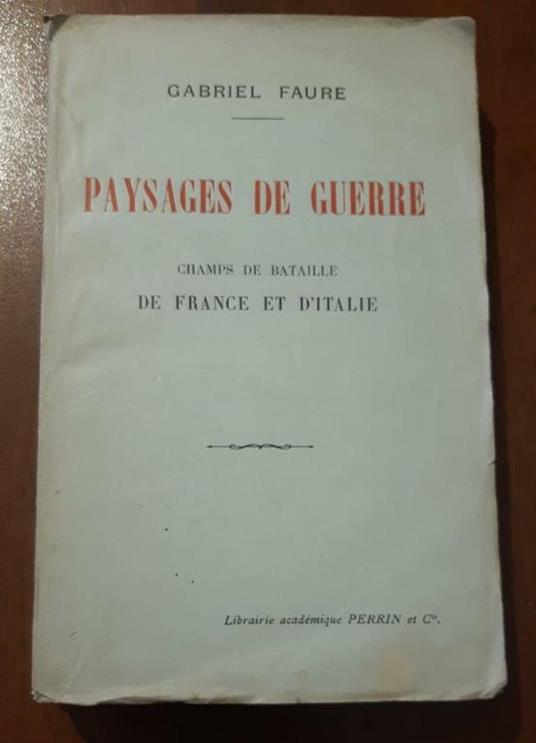 GABRIEL FAURE
PAYSAGES DE GUERRE
CHAMPS DE BATAILLE
DE FRANCE ET D'ITALIE
Librairie académique PERRIN et Cie.